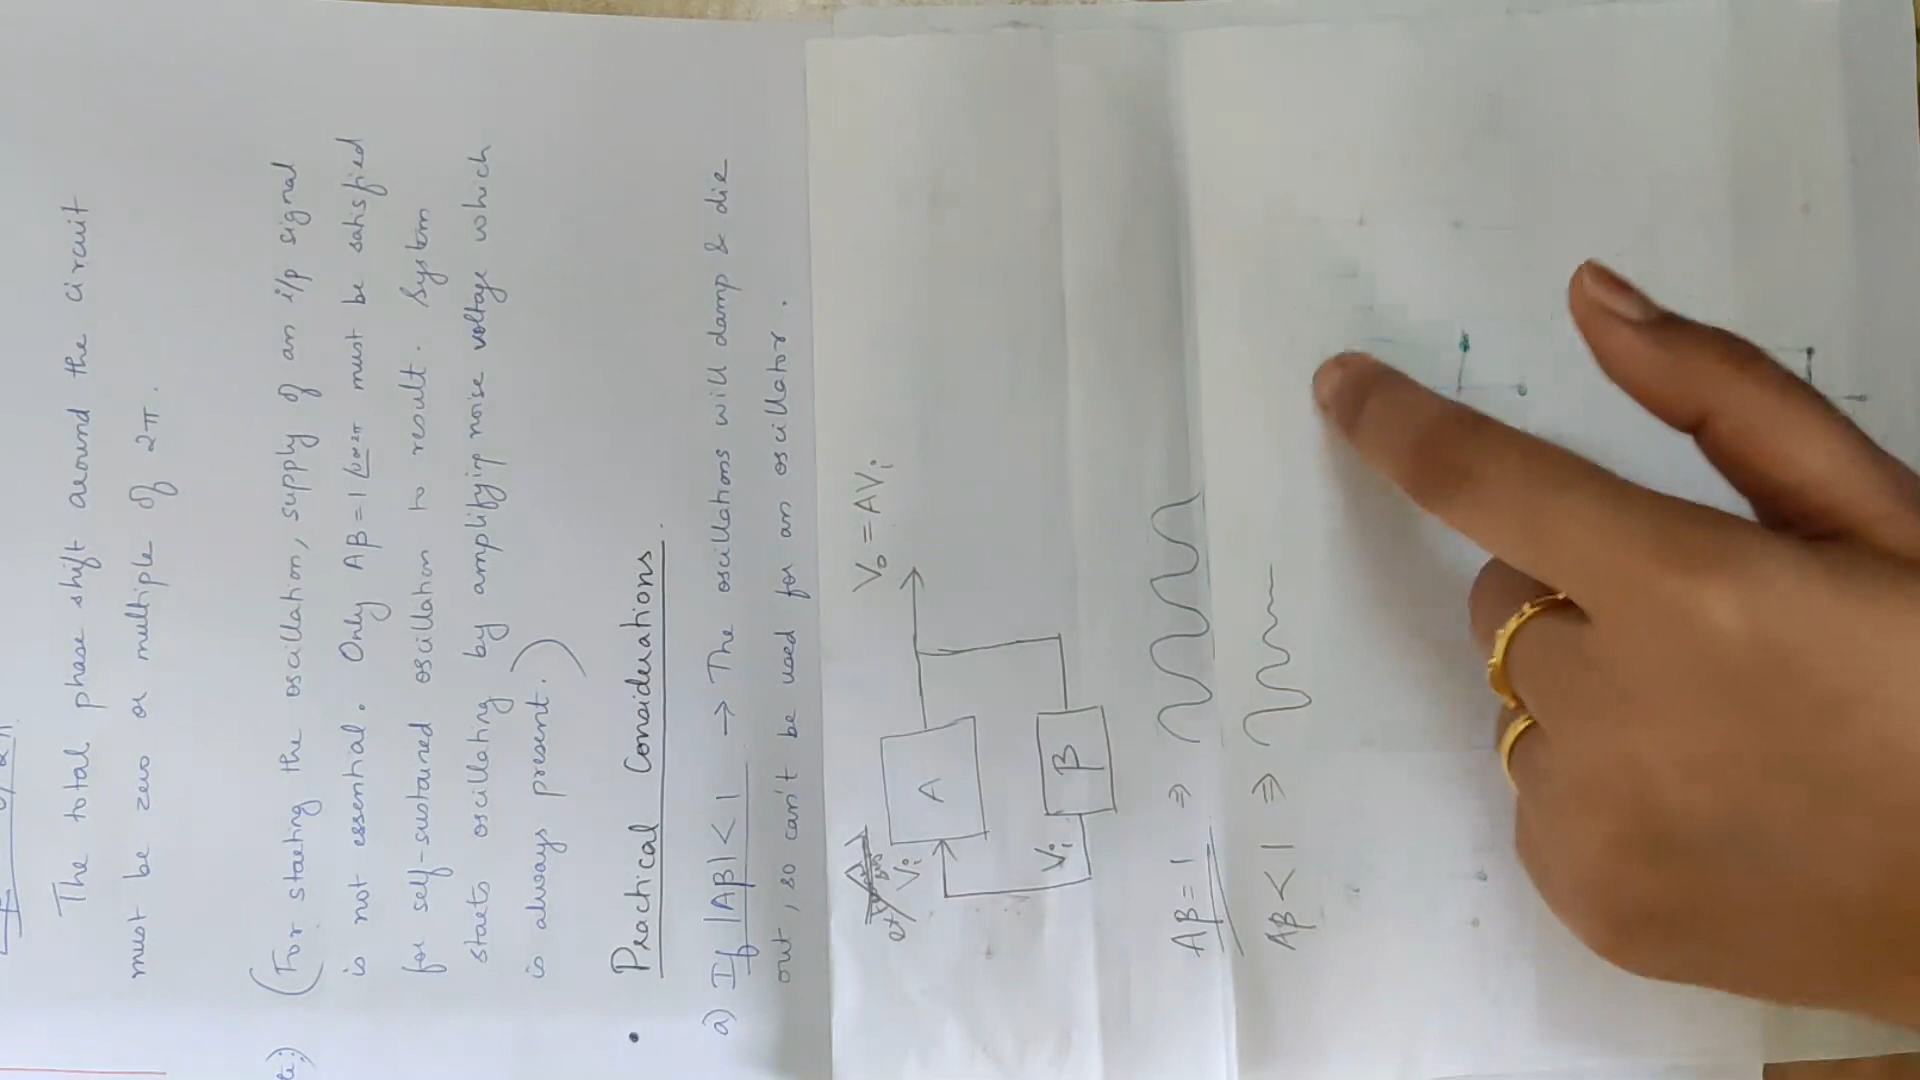 The total phase shift around the circuit
must be zero or multiple of 2π.
(For starting the oscillation, supply of an i/p signal
is not essential. Only Aβ = 1∠0 or 2π must be satisfied
for self-sustained oscillation to result. System
starts oscillating by amplifying noise voltage which
is always present.)
• Practical Considerations.
a) If |Aβ| < 1 → The oscillations will damp & die
out, so can't be used for an oscillator.
Vi
A
Vo = AVi
Vi
β
Aβ = 1 ⇒
Aβ < 1 ⇒